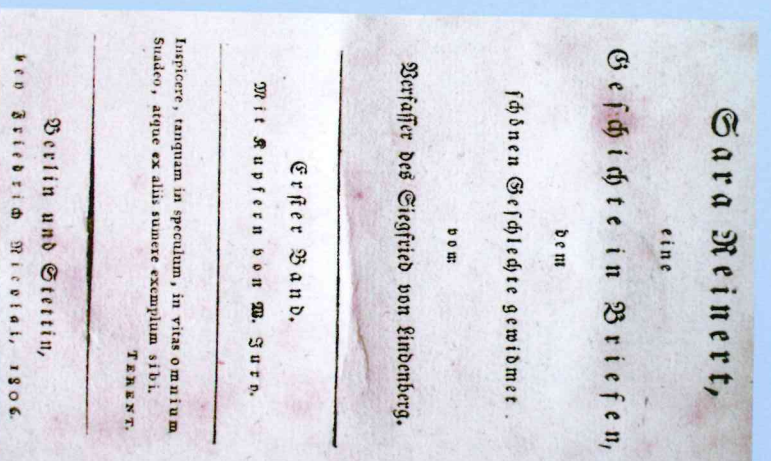 Sara Reinert,
eine
Geschichte in Briefen,
dem
schönen Geschlechte gewidmet
vom
Verfasser des Siegfried von Lindenberg.
Erster Band.
Mit Kupfern von W. Jury.
Inspicere, tanquam in speculum, in vitas omnium
Suadeo, atque ex aliis sumere exemplum sibi.
TERENT.
Berlin und Stettin,
bey Friedrich Nicolai, 1806.